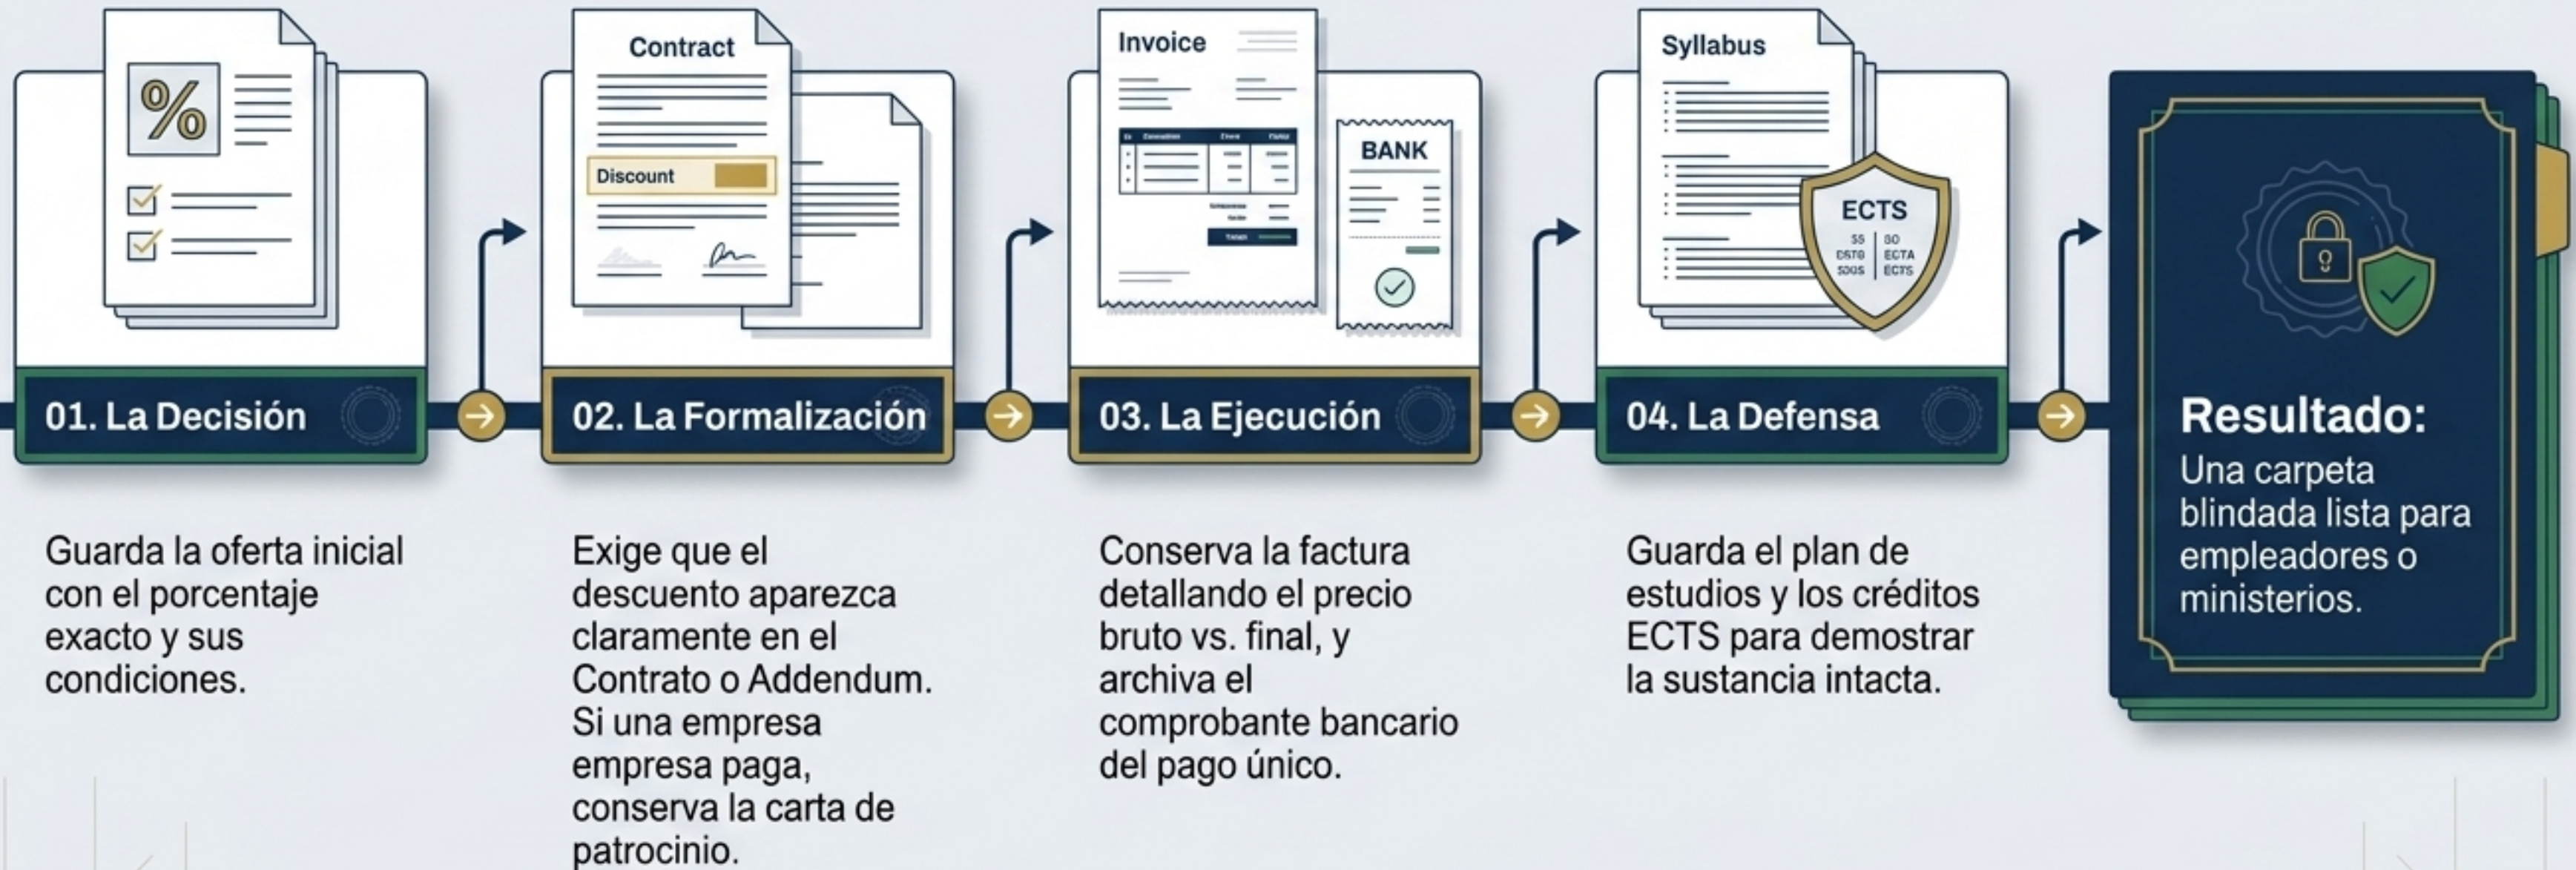 %
Contract
Discount
Invoice
BANK
Syllabus
ECTS
01. La Decisión
02. La Formalización
03. La Ejecución
04. La Defensa
Guarda la oferta inicial
con el porcentaje
exacto y sus
condiciones.
Exige que el
descuento aparezca
claramente en el
Contrato o Addendum.
Si una empresa
empresa paga,
conserva la carta de
patrocinio.
Conserva la factura
detallando el precio
bruto vs. final, y
archiva el
comprobante bancario
del pago único.
Guarda el plan de
estudios y los créditos
ECTS para demostrar
la sustancia intacta.
Resultado:
Una carpeta
blindada lista para
empleadores o
ministerios.